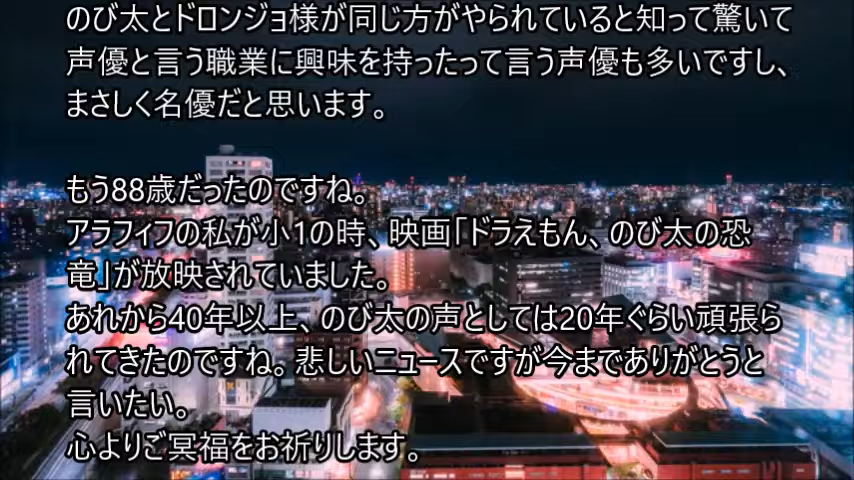 のび太とドロンジョ様が同じ方がやられていると知って驚いて
声優と言う職業に興味を持ったって言う声優も多いですし、
まさしく名優だと思います。
もう88歳だったのですね。
アラフィフの私が小1の時、映画「ドラえもん、のび太の恐
竜」が放映されていました。
あれから40年以上、のび太の声としては20年ぐらい頑張ら
れてきたのですね。悲しいニュースですが今までありがとうと
言いたい。
心よりご冥福をお祈りします。